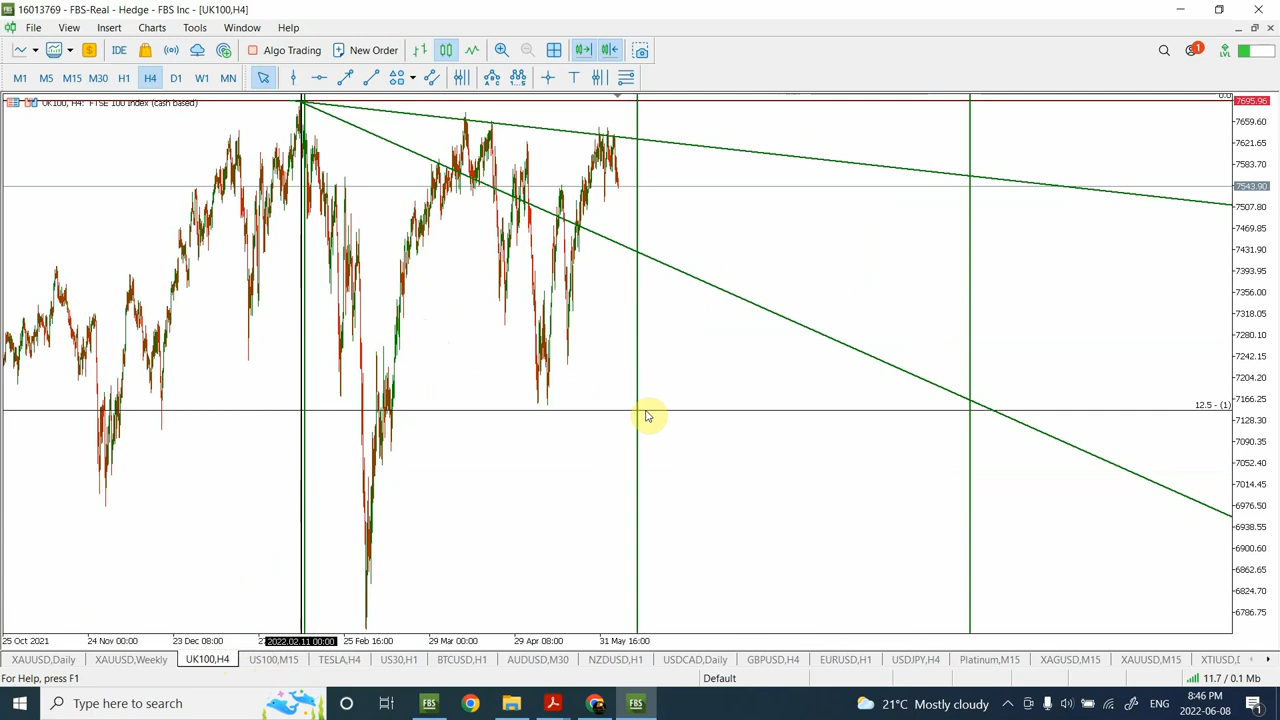 16013769 - FBS-Real - Hedge - FBS Inc - [UK100,H4]
File View Insert Charts Tools Window Help
IDE Algo Trading New Order 1 LVL
M1 M5 M15 M30 H1 H4 D1 W1 MN
UK100, H4: FTSE 100 Index (cash based)
0.0
7695.96
7659.60
7621.65
7583.70
7543.90
7507.80
7469.85
7431.90
7393.95
7356.00
7318.05
7280.10
7242.15
7204.20
12.5 - (1)
7166.25
7128.30
7090.35
7052.40
7014.45
6976.50
6938.55
6900.60
6862.65
6824.70
6786.75
25 Oct 2021 24 Nov 00:00 23 Dec 08:00 2022.02.11 00:00 25 Feb 16:00 29 Mar 00:00 29 Apr 08:00 31 May 16:00
XAUUSD,Daily XAUUSD,Weekly UK100,H4 US100,M15 TESLA,H4 US30,H1 BTCUSD,H1 AUDUSD,M30 NZDUSD,H1 USDCAD,Daily GBPUSD,H4 EURUSD,H1 USDJPY,H4 Platinum,M15 XAGUSD,M15 XAUUSD,M15 XTIUSD,
For Help, press F1 Default 11.7 / 0.1 Mb
Type here to search FBS FBS 21°C Mostly cloudy ENG 8:46 PM
2022-06-08 1